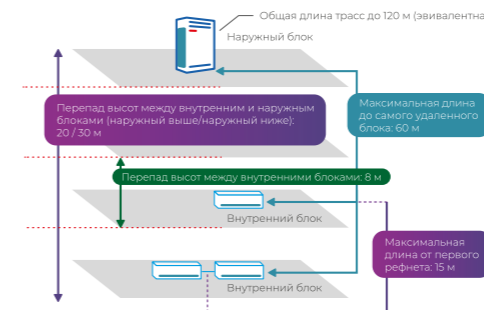 Общая длина трасс до 120 м (эвивалентна
Наружный блок
Перепад высот между внутренним и наружным
блоками (наружный выше/наружный ниже):
20 / 30 м
Максимальная длина
до самого удаленного
блока: 60 м
Перепад высот между внутренними блоками: 8 м
Внутренний блок
Максимальная
длина от первого
рефнета: 15 м
Внутренний блок